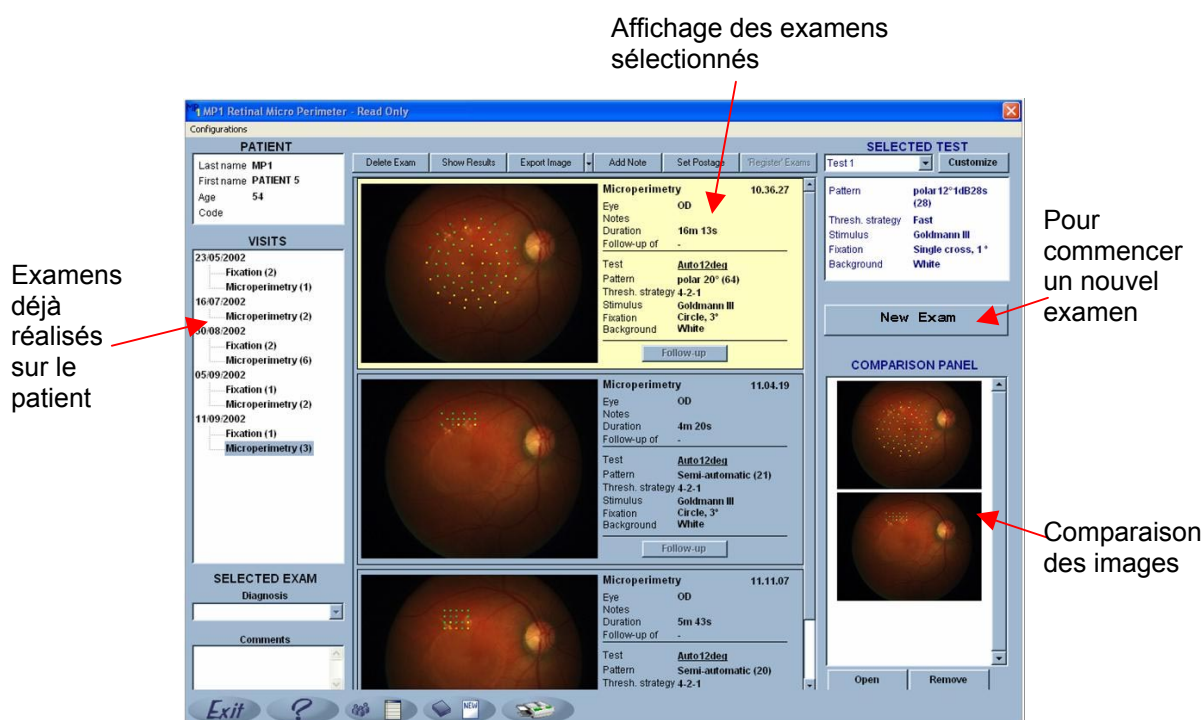 Affichage des examens
sélectionnés
MP1 Retinal Micro Perimeter - Read Only
Configurations
PATIENT
Last name MP1
First name PATIENT 5
Age 54
Code
VISITS
23/05/2002
Fixation (2)
Microperimetry (1)
16/07/2002
Microperimetry (2)
30/08/2002
Fixation (2)
Microperimetry (6)
05/09/2002
Fixation (1)
Microperimetry (2)
11/09/2002
Fixation (1)
Microperimetry (3)
SELECTED EXAM
Diagnosis
Comments
Examens
déjà
réalisés
sur le
patient
Delete Exam Show Results Export Image Add Note Set Postage 'Register' Exams
Microperimetry 10.36.27
Eye OD
Notes
Duration 16m 13s
Follow-up of -
Test Auto12deg
Pattern polar 20° (64)
Thresh. strategy 4-2-1
Stimulus Goldmann III
Fixation Circle, 3°
Background White
Follow-up
Microperimetry 11.04.19
Eye OD
Notes
Duration 4m 20s
Follow-up of -
Test Auto12deg
Pattern Semi-automatic (21)
Thresh. strategy 4-2-1
Stimulus Goldmann III
Fixation Circle, 3°
Background White
Follow-up
Microperimetry 11.11.07
Eye OD
Notes
Duration 5m 43s
Follow-up of -
Test Auto12deg
Pattern Semi-automatic (20)
Thresh. strategy 4-2-1
SELECTED TEST
Test 1 Customize
Pattern polar12°1dB28s
(28)
Thresh. strategy Fast
Stimulus Goldmann III
Fixation Single cross, 1°
Background White
New Exam
COMPARISON PANEL
Open Remove
Pour
commencer
un nouvel
examen
Comparaison
des images
Exit ? NEW